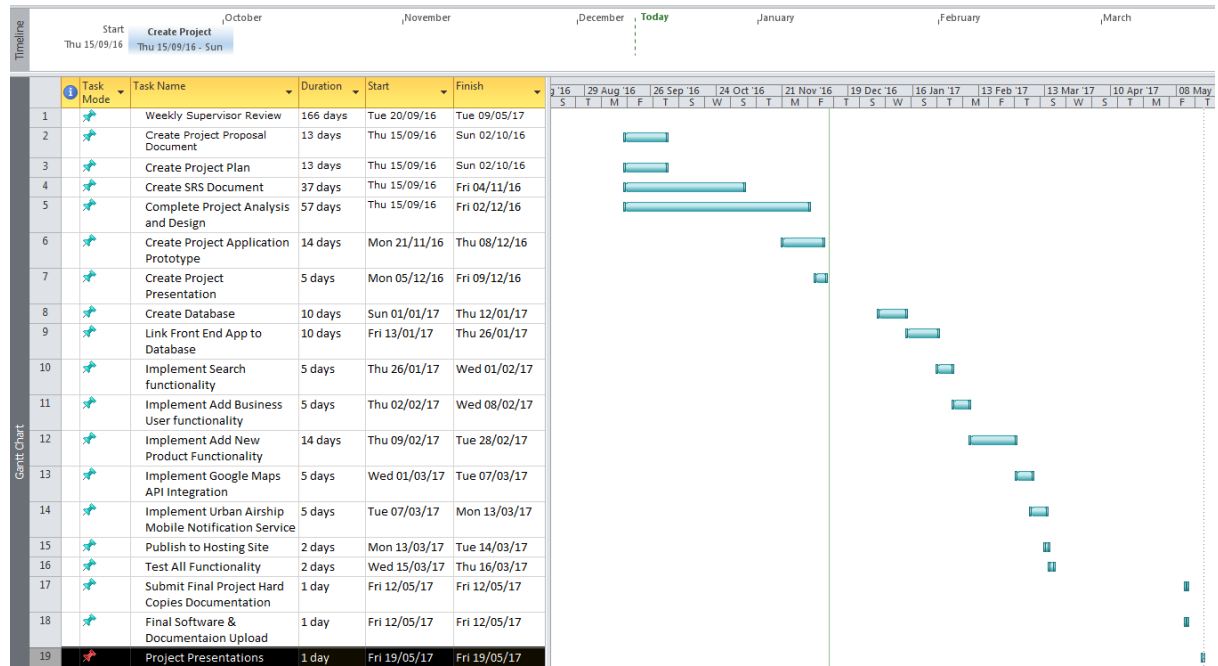 Timeline
October November December Today January February March
Start
Thu 15/09/16
Create Project
Thu 15/09/16 - Sun
Gantt Chart
Task Mode Task Name Duration Start Finish
'16 29 Aug '16 26 Sep '16 24 Oct '16 21 Nov '16 19 Dec '16 16 Jan '17 13 Feb '17 13 Mar '17 10 Apr '17 08 May
S T M F T S W S T M F T S W S T M F T S W S T M F T
1 Weekly Supervisor Review 166 days Tue 20/09/16 Tue 09/05/17
2 Create Project Proposal 13 days Thu 15/09/16 Sun 02/10/16
Document
3 Create Project Plan 13 days Thu 15/09/16 Sun 02/10/16
4 Create SRS Document 37 days Thu 15/09/16 Fri 04/11/16
5 Complete Project Analysis 57 days Thu 15/09/16 Fri 02/12/16
and Design
6 Create Project Application 14 days Mon 21/11/16 Thu 08/12/16
Prototype
7 Create Project 5 days Mon 05/12/16 Fri 09/12/16
Presentation
8 Create Database 10 days Sun 01/01/17 Thu 12/01/17
9 Link Front End App to 10 days Fri 13/01/17 Thu 26/01/17
Database
10 Implement Search 5 days Thu 26/01/17 Wed 01/02/17
functionality
11 Implement Add Business 5 days Thu 02/02/17 Wed 08/02/17
User functionality
12 Implement Add New 14 days Thu 09/02/17 Tue 28/02/17
Product Functionality
13 Implement Google Maps 5 days Wed 01/03/17 Tue 07/03/17
API Integration
14 Implement Urban Airship 5 days Tue 07/03/17 Mon 13/03/17
Mobile Notification Service
15 Publish to Hosting Site 2 days Mon 13/03/17 Tue 14/03/17
16 Test All Functionality 2 days Wed 15/03/17 Thu 16/03/17
17 Submit Final Project Hard 1 day Fri 12/05/17 Fri 12/05/17
Copies Documentation
18 Final Software & 1 day Fri 12/05/17 Fri 12/05/17
Documentaion Upload
19 Project Presentations 1 day Fri 19/05/17 Fri 19/05/17